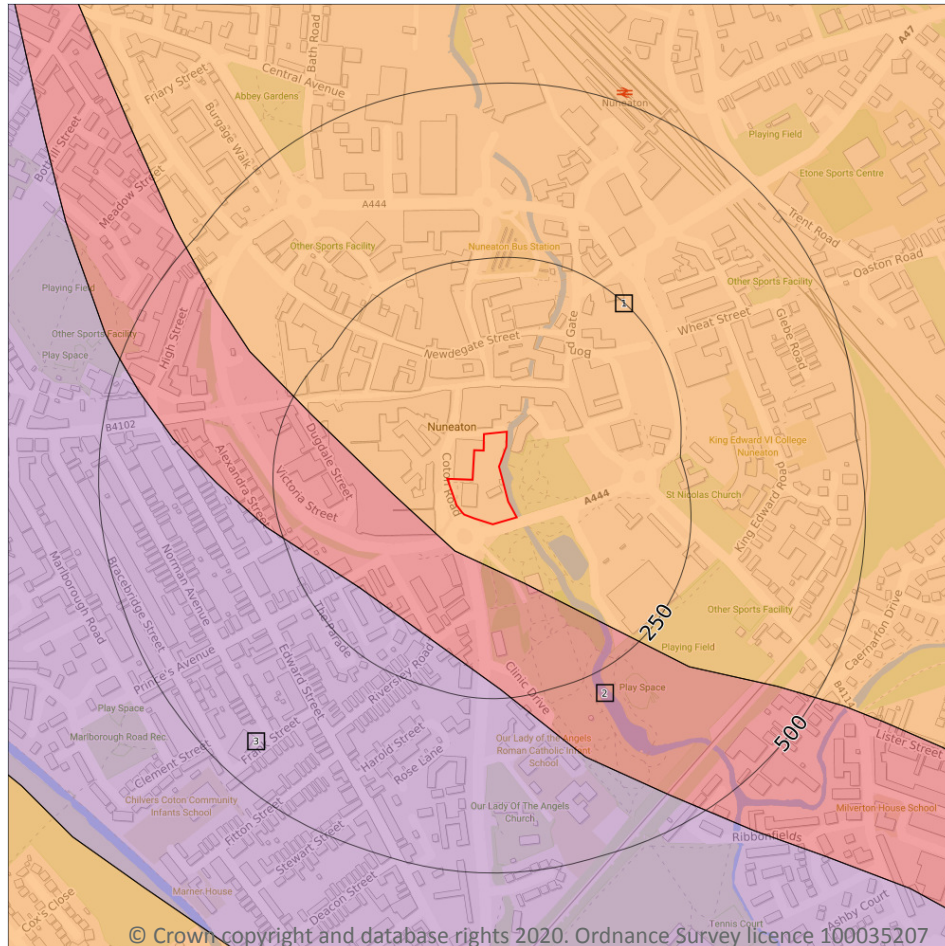 Bath Road
A47
Friary Street
Central Avenue
Abbey Gardens
Burgage Walk
Nuneaton
Playing Field
Etone Sports Centre
Meadow Street
A444
Trent Road
Other Sports Facility
Nuneaton Bus Station
Oaston Road
Playing Field
Other Sports Facility
1
Other Sports Facility
Play Space
High Street
Newdegate Street
Bond Gate
Wheat Street
Glebe Road
B4102
Nuneaton
Dugdale Street
Alexandra Street
Victoria Street
Coton Road
A444
King Edward VI College
Nuneaton
St Nicolas Church
King Edward Road
Marlborough Road
Bracebridge Street
Norman Avenue
The Parade
250
Other Sports Facility
Playing Field
Caernarfon Drive
Prince's Avenue
Edward Street
Riversley Road
Clinic Drive
2
Play Space
B4114
Play Space
Marlborough Road Rec
3
Clement Street
Harold Street
Rose Lane
Our Lady of the Angels
Roman Catholic Infant
School
500
Lister Street
Chilvers Coton Community
Infants School
Fitton Street
Stewart Street
Our Lady Of The Angels
Church
Milverton House School
Ribbonfields
Marner House
Deacon Street
Cox's Close
Tennis Court
Ashby Court
© Crown copyright and database rights 2020. Ordnance Survey licence 100035207